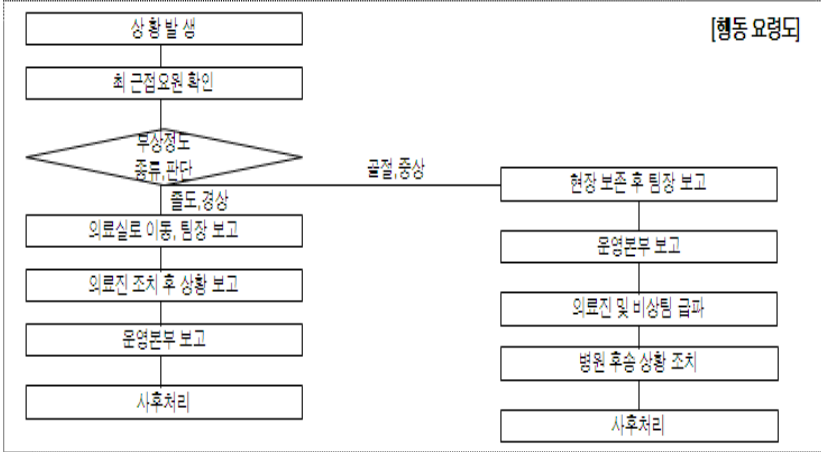 [행동 요령도]
상 황 발 생
최 근접요원 확인
부상정도
종류,판단
골절,중상
졸도,경상
의료실로 이동, 팀장 보고
의료진 조치 후 상황 보고
운영본부 보고
사후처리
현장 보존 후 팀장 보고
운영본부 보고
의료진 및 비상팀 급파
병원 후송 상황 조치
사후처리